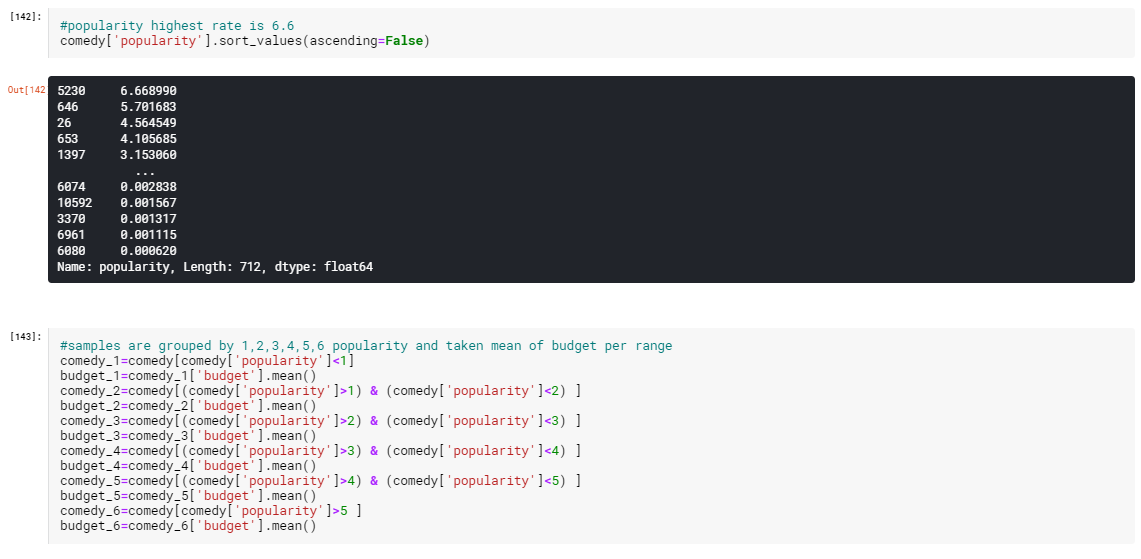 [142]:
#popularity highest rate is 6.6
comedy['popularity'].sort_values(ascending=False)
Out[142
5230     6.668990
646      5.701683
26       4.564549
653      4.105685
1397     3.153060
           ...
6074     0.002838
10592    0.001567
3370     0.001317
6961     0.001115
6080     0.000620
Name: popularity, Length: 712, dtype: float64
[143]:
#samples are grouped by 1,2,3,4,5,6 popularity and taken mean of budget per range
comedy_1=comedy[comedy['popularity']<1]
budget_1=comedy_1['budget'].mean()
comedy_2=comedy[(comedy['popularity']>1) & (comedy['popularity']<2) ]
budget_2=comedy_2['budget'].mean()
comedy_3=comedy[(comedy['popularity']>2) & (comedy['popularity']<3) ]
budget_3=comedy_3['budget'].mean()
comedy_4=comedy[(comedy['popularity']>3) & (comedy['popularity']<4) ]
budget_4=comedy_4['budget'].mean()
comedy_5=comedy[(comedy['popularity']>4) & (comedy['popularity']<5) ]
budget_5=comedy_5['budget'].mean()
comedy_6=comedy[comedy['popularity']>5 ]
budget_6=comedy_6['budget'].mean()